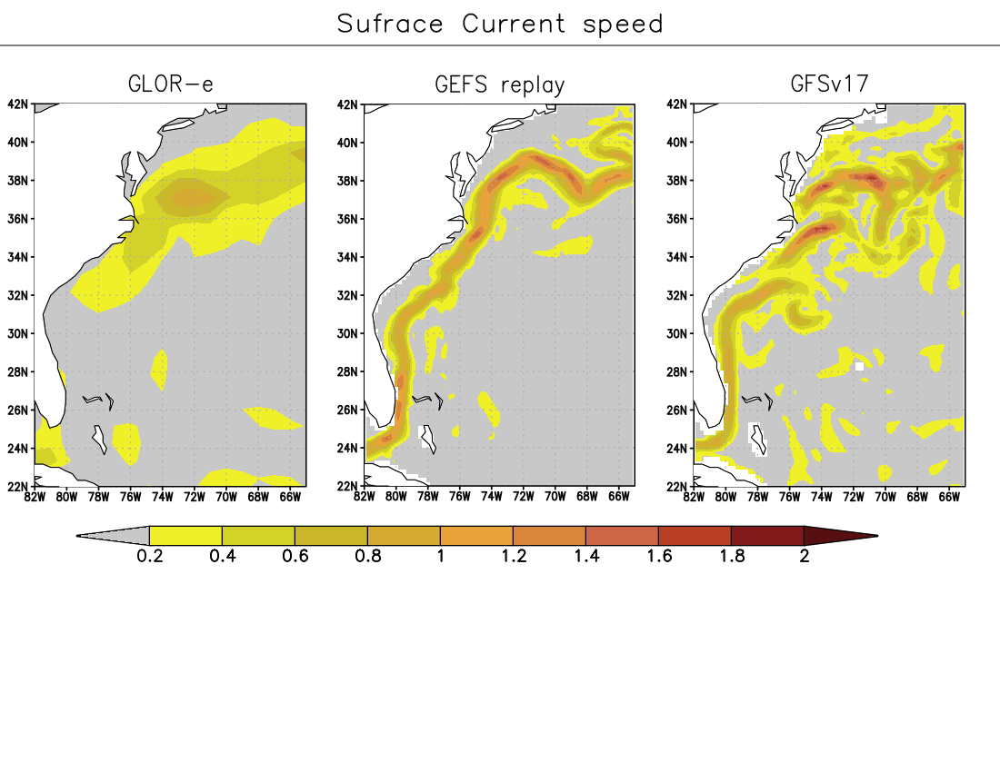 Sufrace Current speed
GLOR-e GEFS replay GFSv17
42N 42N 42N
40N 40N 40N
38N 38N 38N
36N 36N 36N
34N 34N 34N
32N 32N 32N
30N 30N 30N
28N 28N 28N
26N 26N 26N
24N 24N 24N
22N 22N 22N
82W 80W 78W 76W 74W 72W 70W 68W 66W 82W 80W 78W 76W 74W 72W 70W 68W 66W 82W 80W 78W 76W 74W 72W 70W 68W 66W
0.2 0.4 0.6 0.8 1 1.2 1.4 1.6 1.8 2